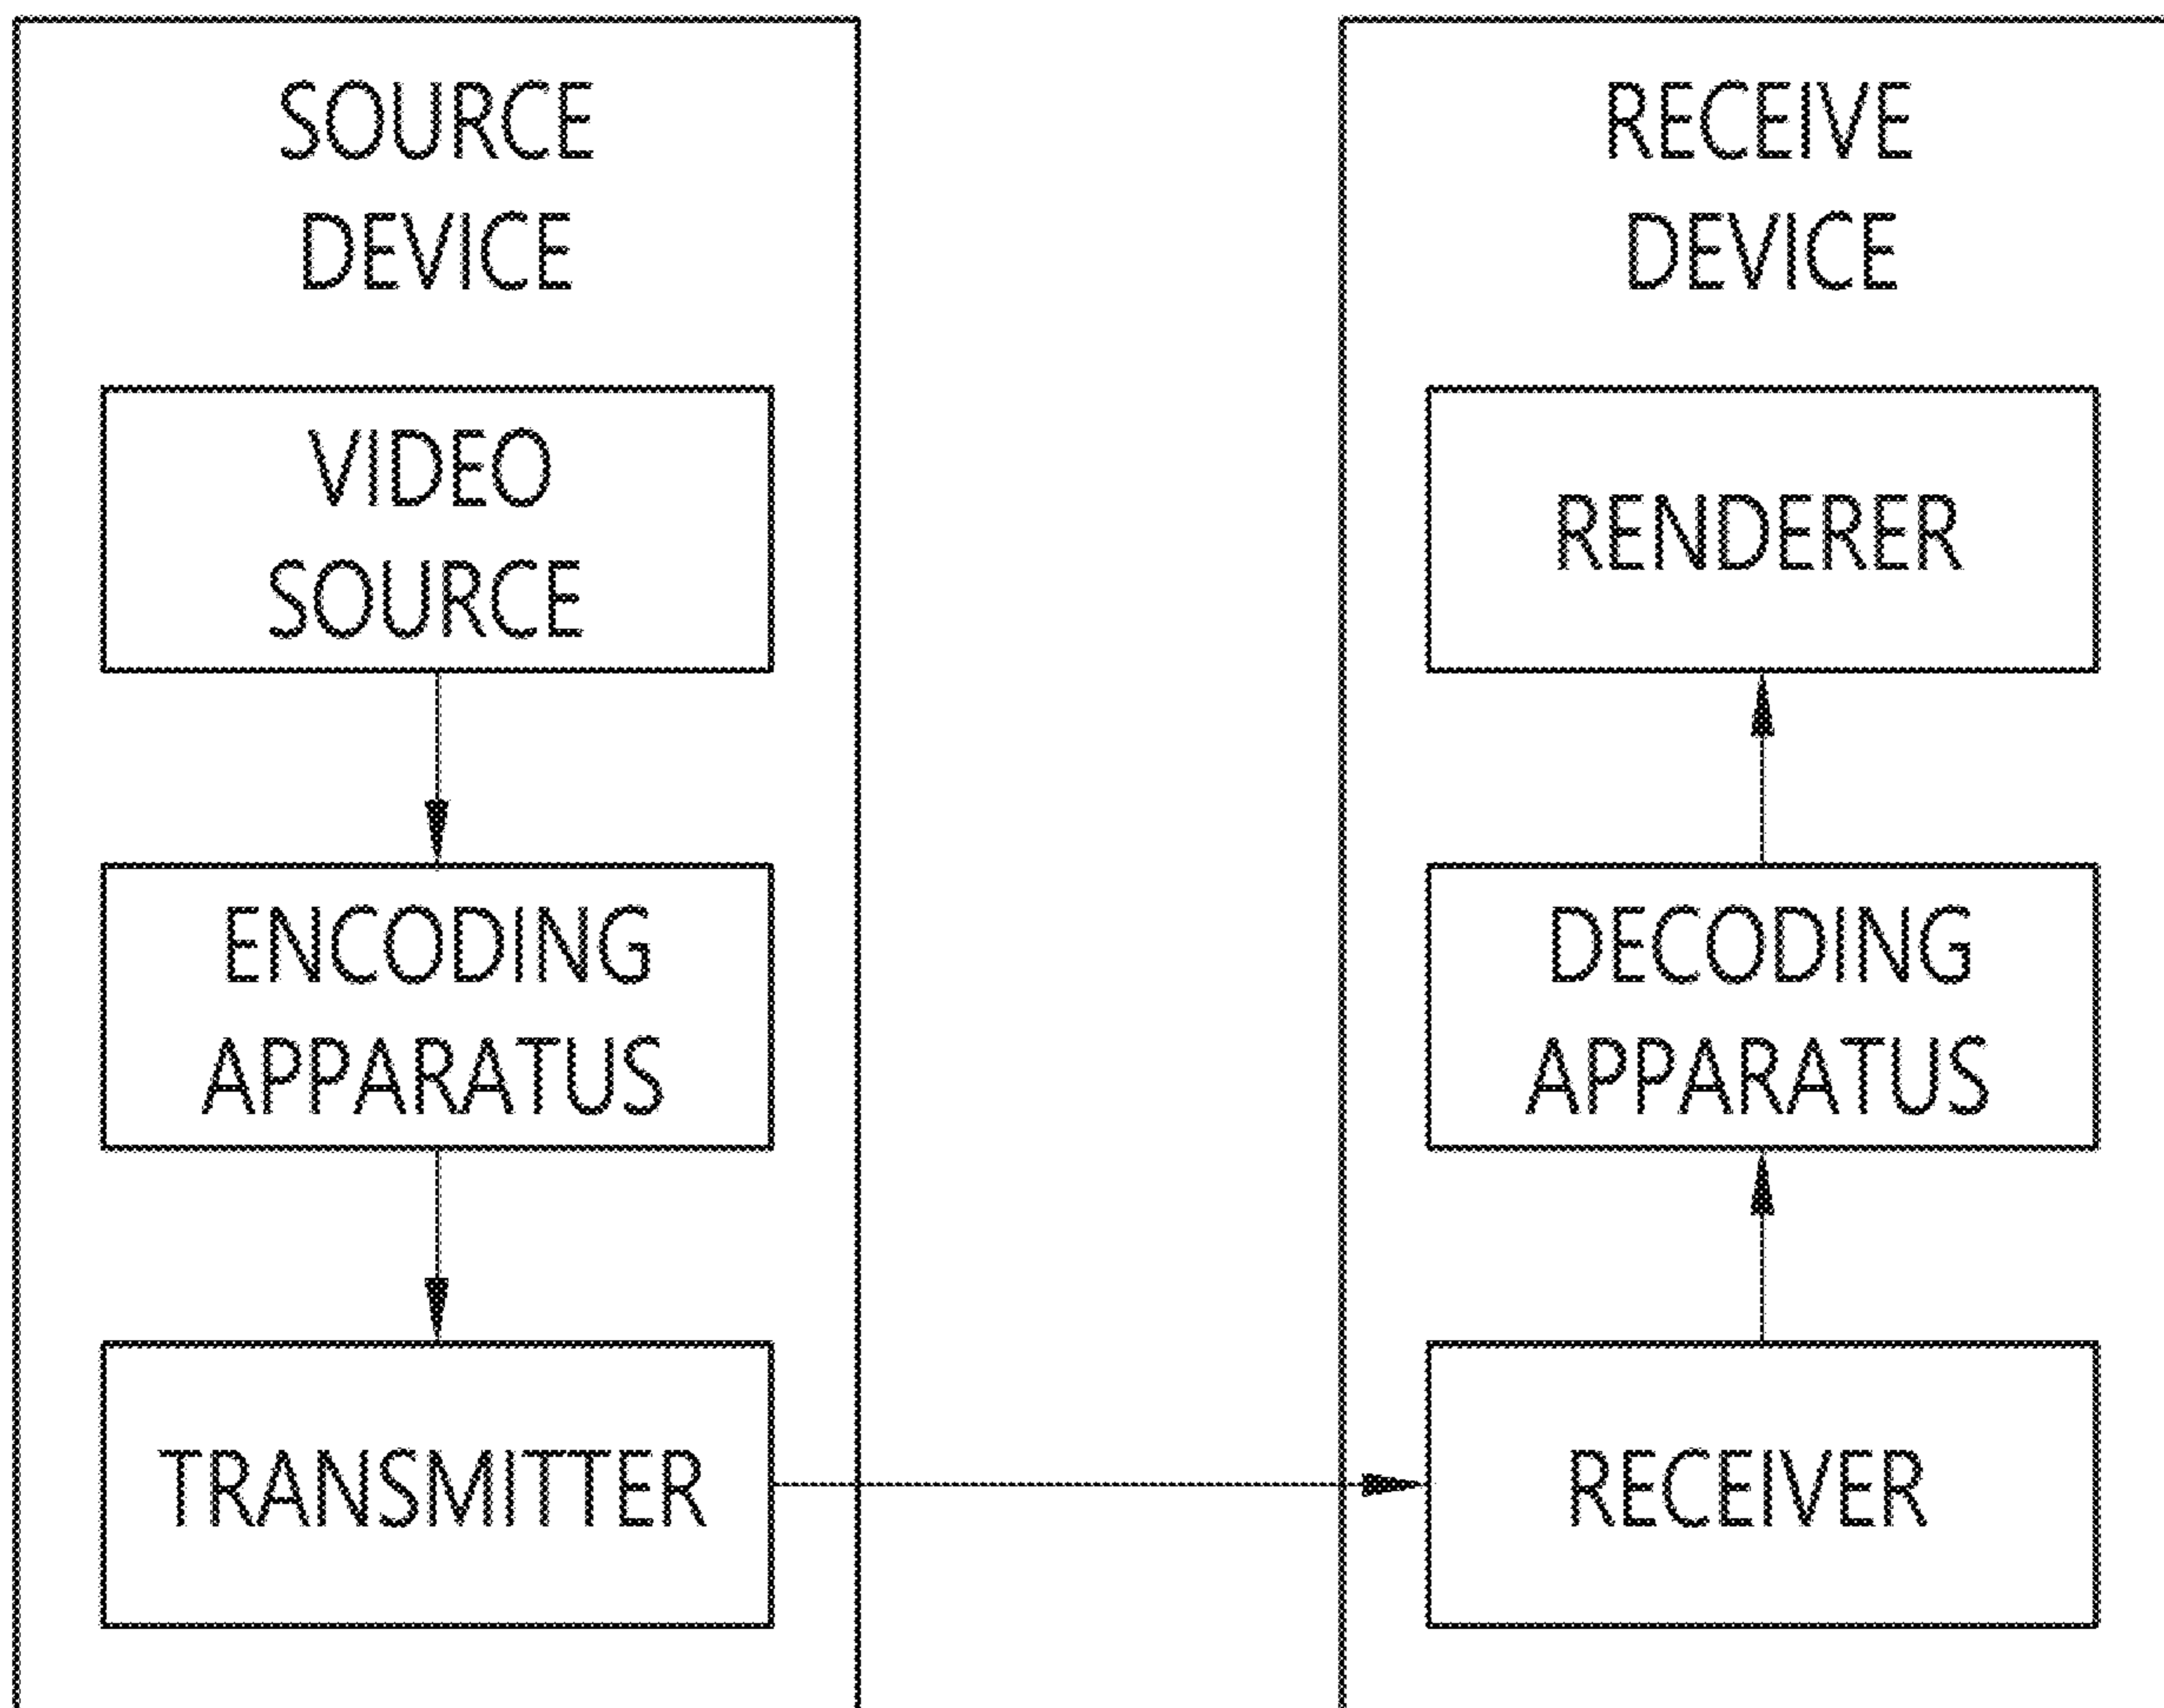 SOURCE
DEVICE
VIDEO
SOURCE
ENCODING
APPARATUS
TRANSMITTER
RECEIVE
DEVICE
RENDERER
DECODING
APPARATUS
RECEIVER